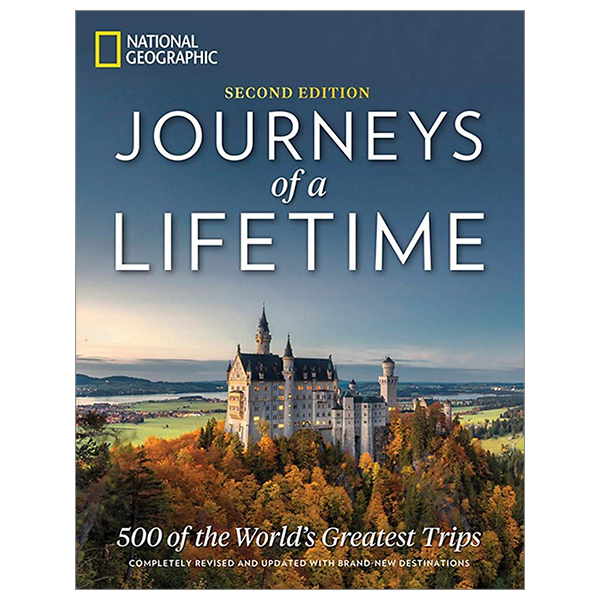 NATIONAL
GEOGRAPHIC
SECOND EDITION
JOURNEYS
of a
LIFETIME
500 of the World's Greatest Trips
COMPLETELY REVISED AND UPDATED WITH BRAND-NEW DESTINATIONS